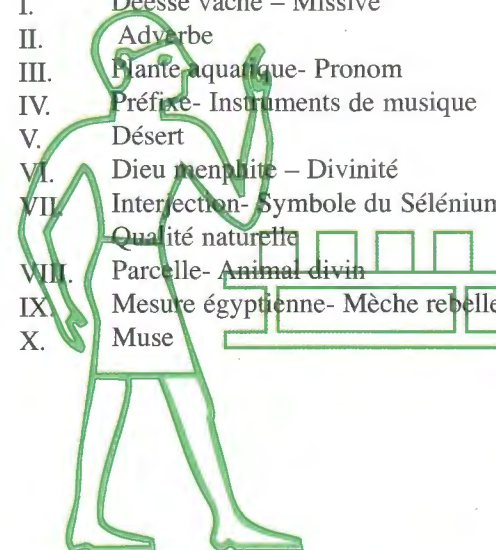 I. Déesse vache – Missive
II. Adverbe
III. Plante aquatique- Pronom
IV. Préfixe- Instruments de musique
V. Désert
VI. Dieu menphite – Divinité
VII. Interjection- Symbole du Sélénium
Qualité naturelle
VIII. Parcelle- Animal divin
IX. Mesure égyptienne- Mèche rebelle
X. Muse